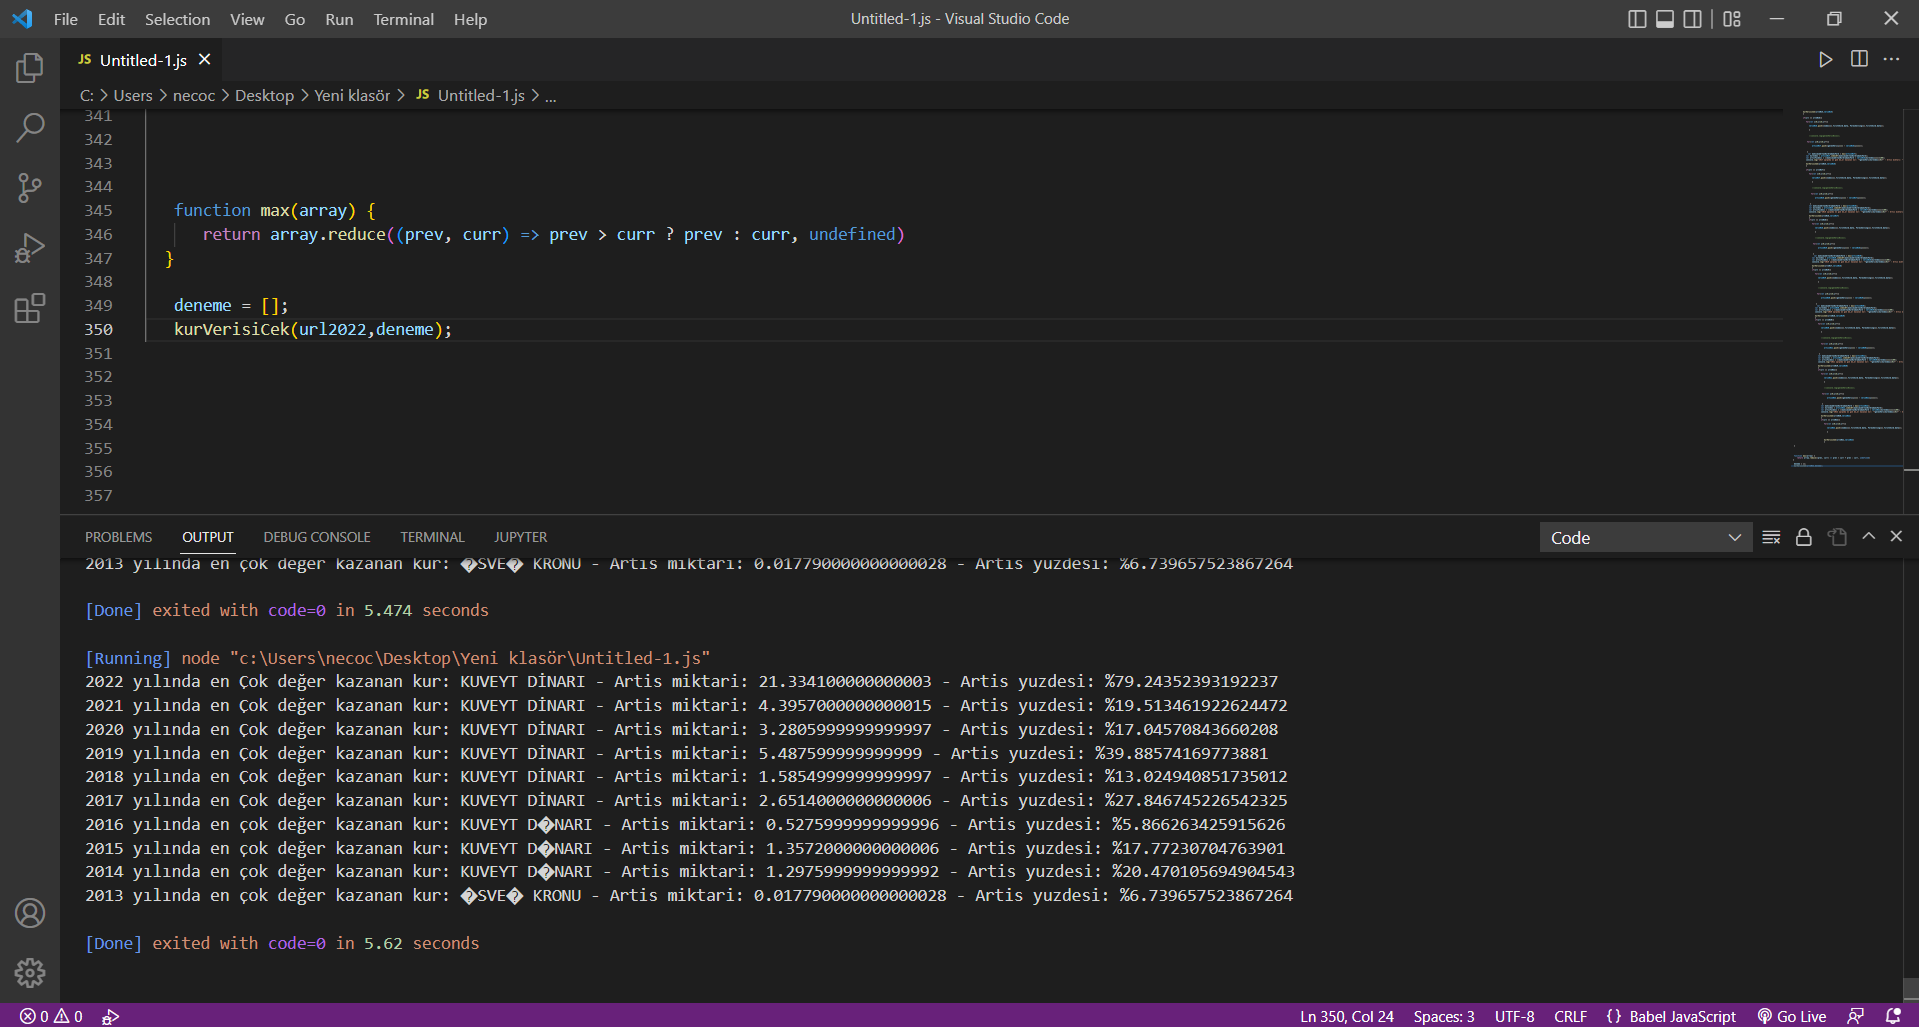 File Edit Selection View Go Run Terminal Help
Untitled-1.js - Visual Studio Code
JS Untitled-1.js
C: > Users > necoc > Desktop > Yeni klasör > JS Untitled-1.js > ...
341
342
343
344
345 function max(array) {
346 return array.reduce((prev, curr) => prev > curr ? prev : curr, undefined)
347 }
348
349 deneme = [];
350 kurVerisiCek(url2022,deneme);
351
352
353
354
355
356
357
PROBLEMS OUTPUT DEBUG CONSOLE TERMINAL JUPYTER
Code
2013 yılında en çok değer kazanan kur: �SVE� KRONU - Artis miktari: 0.017790000000000028 - Artis yuzdesi: %6.739657523867264
[Done] exited with code=0 in 5.474 seconds
[Running] node "c:\Users\necoc\Desktop\Yeni klasör\Untitled-1.js"
2022 yılında en Çok değer kazanan kur: KUVEYT DİNARI - Artis miktari: 21.334100000000003 - Artis yuzdesi: %79.24352393192237
2021 yılında en Çok değer kazanan kur: KUVEYT DİNARI - Artis miktari: 4.3957000000000015 - Artis yuzdesi: %19.513461922624472
2020 yılında en Çok değer kazanan kur: KUVEYT DİNARI - Artis miktari: 3.2805999999999997 - Artis yuzdesi: %17.04570843660208
2019 yılında en Çok değer kazanan kur: KUVEYT DİNARI - Artis miktari: 5.487599999999999 - Artis yuzdesi: %39.88574169773881
2018 yılında en Çok değer kazanan kur: KUVEYT DİNARI - Artis miktari: 1.5854999999999997 - Artis yuzdesi: %13.024940851735012
2017 yılında en Çok değer kazanan kur: KUVEYT DİNARI - Artis miktari: 2.6514000000000006 - Artis yuzdesi: %27.846745226542325
2016 yılında en Çok değer kazanan kur: KUVEYT D�NARI - Artis miktari: 0.5275999999999996 - Artis yuzdesi: %5.866263425915626
2015 yılında en Çok değer kazanan kur: KUVEYT D�NARI - Artis miktari: 1.3572000000000006 - Artis yuzdesi: %17.77230704763901
2014 yılında en Çok değer kazanan kur: KUVEYT D�NARI - Artis miktari: 1.2975999999999992 - Artis yuzdesi: %20.470105694904543
2013 yılında en çok değer kazanan kur: �SVE� KRONU - Artis miktari: 0.017790000000000028 - Artis yuzdesi: %6.739657523867264
[Done] exited with code=0 in 5.62 seconds
0 0 Ln 350, Col 24 Spaces: 3 UTF-8 CRLF {} Babel JavaScript Go Live